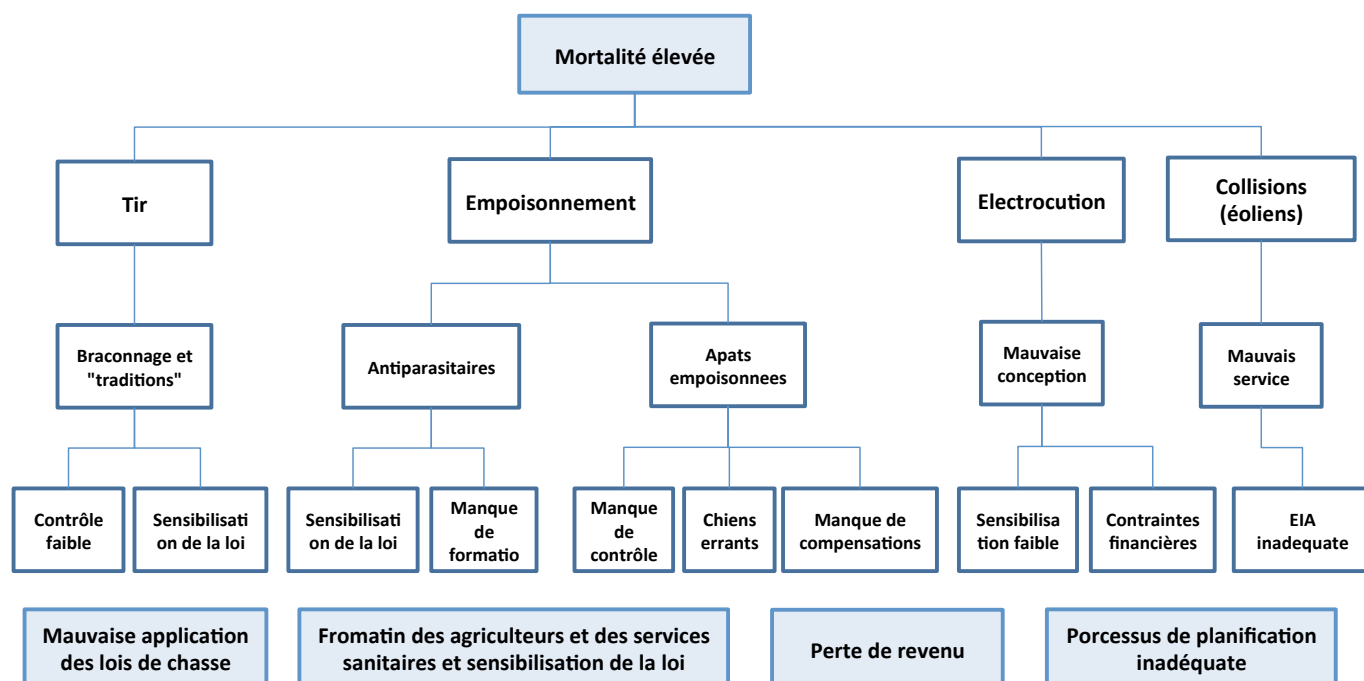 Mortalité élevée
Tir
Empoisonnement
Electrocution
Collisions
(éoliens)
Braconnage et
"traditions"
Antiparasitaires
Apats
empoisonnees
Mauvaise
conception
Mauvais
service
Contrôle
faible
Sensibilisati
on de la loi
Sensibilisati
on de la loi
Manque
de
formatio
Manque
de
contrôle
Chiens
errants
Manque de
compensations
Sensibilisa
tion faible
Contraintes
financières
EIA
inadequate
Mauvaise application
des lois de chasse
Fromatin des agriculteurs et des services
sanitaires et sensibilisation de la loi
Perte de revenu
Porcessus de planification
inadéquate